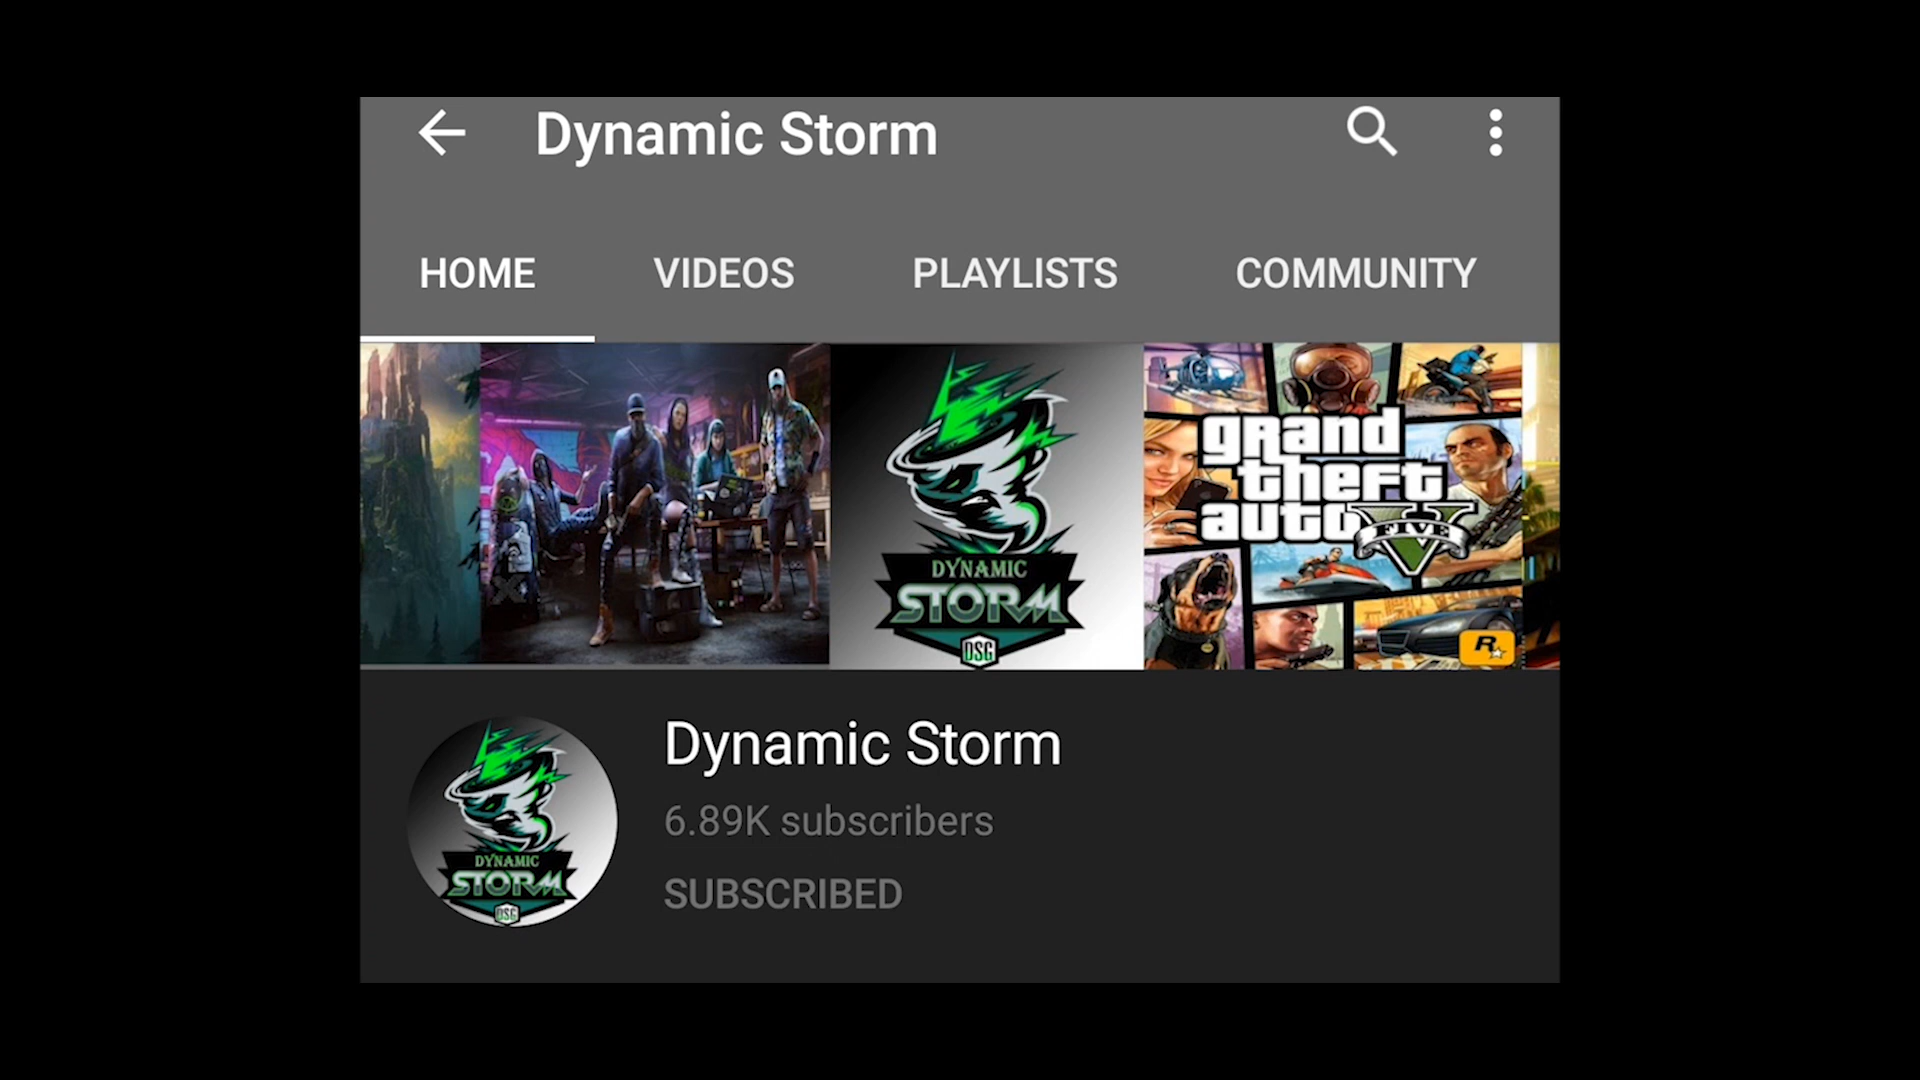 Dynamic Storm
HOME VIDEOS PLAYLISTS COMMUNITY
DYNAMIC
STORM
DSG
grand
theft
auto
FIVE
V
R
Dynamic Storm
6.89K subscribers
SUBSCRIBED
DYNAMIC
STORM
DSG